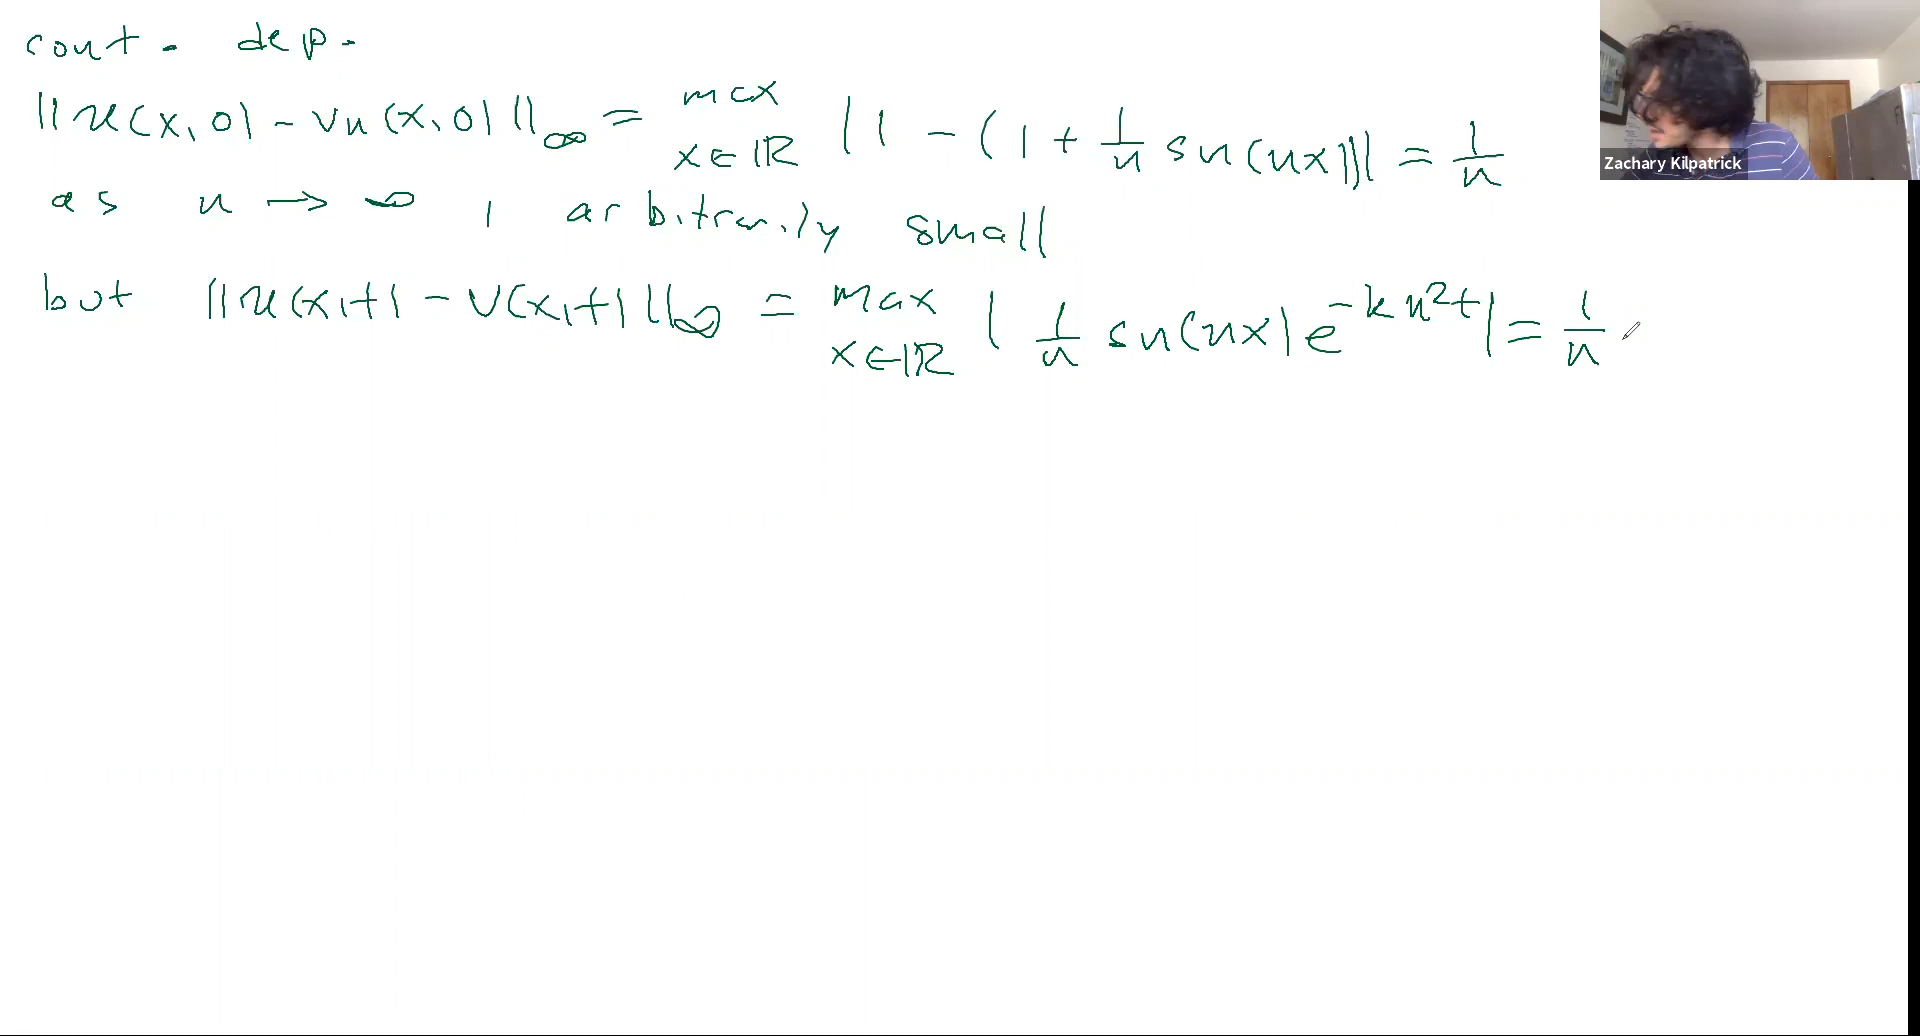 cont. dep.
||u(x,0) - vn(x,0)||∞ = max x∈ℝ |1 - (1 + 1/n sin(nx))| = 1/n
as n → ∞, arbitrarily small
but ||u(x,t) - v(x,t)||∞ = max x∈ℝ | 1/n sin(nx) e^{-kn²t} | = 1/n
Zachary Kilpatrick